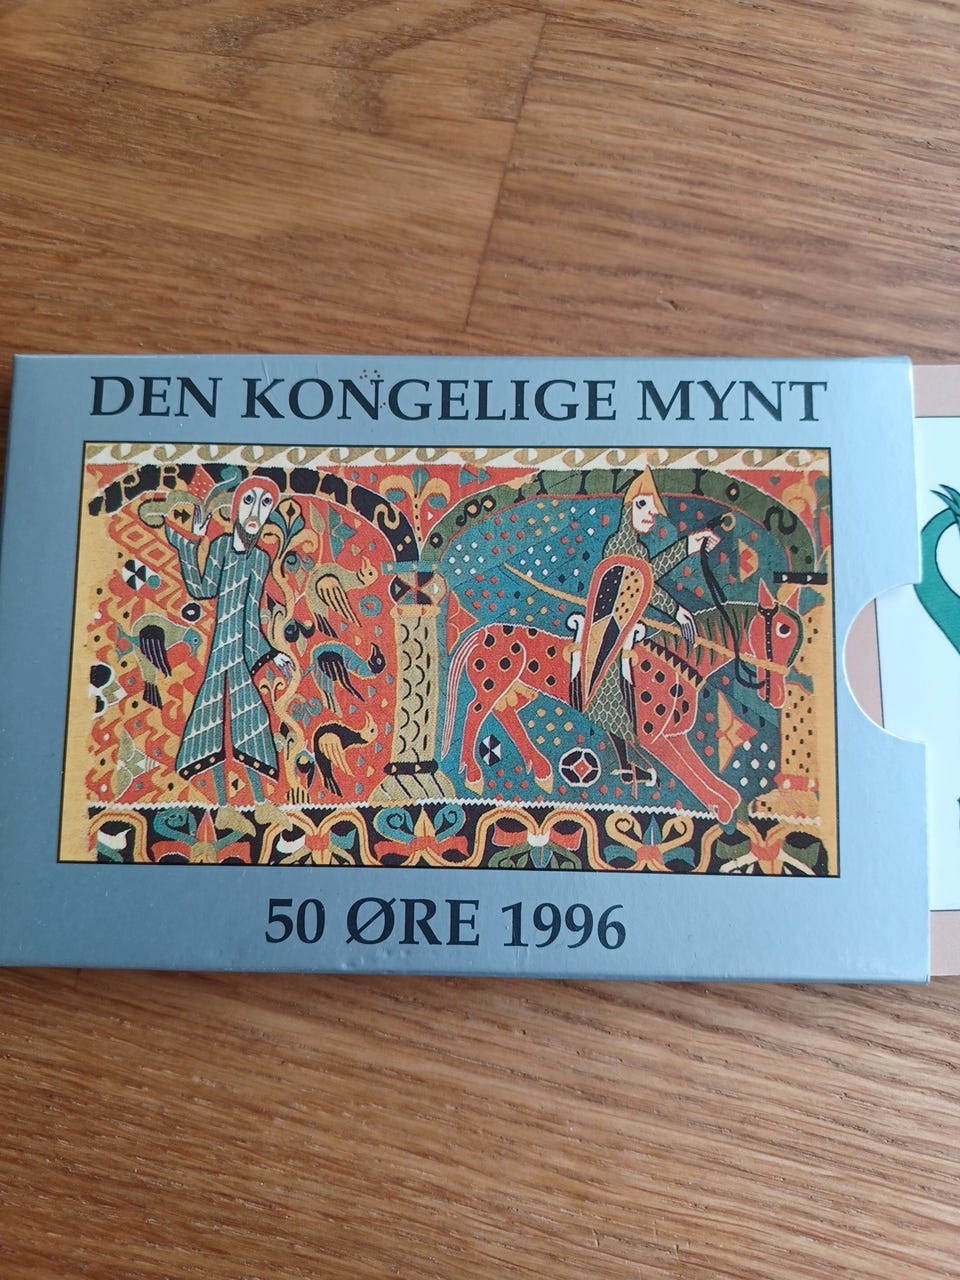 DEN KONGELIGE MYNT
50 ØRE 1996